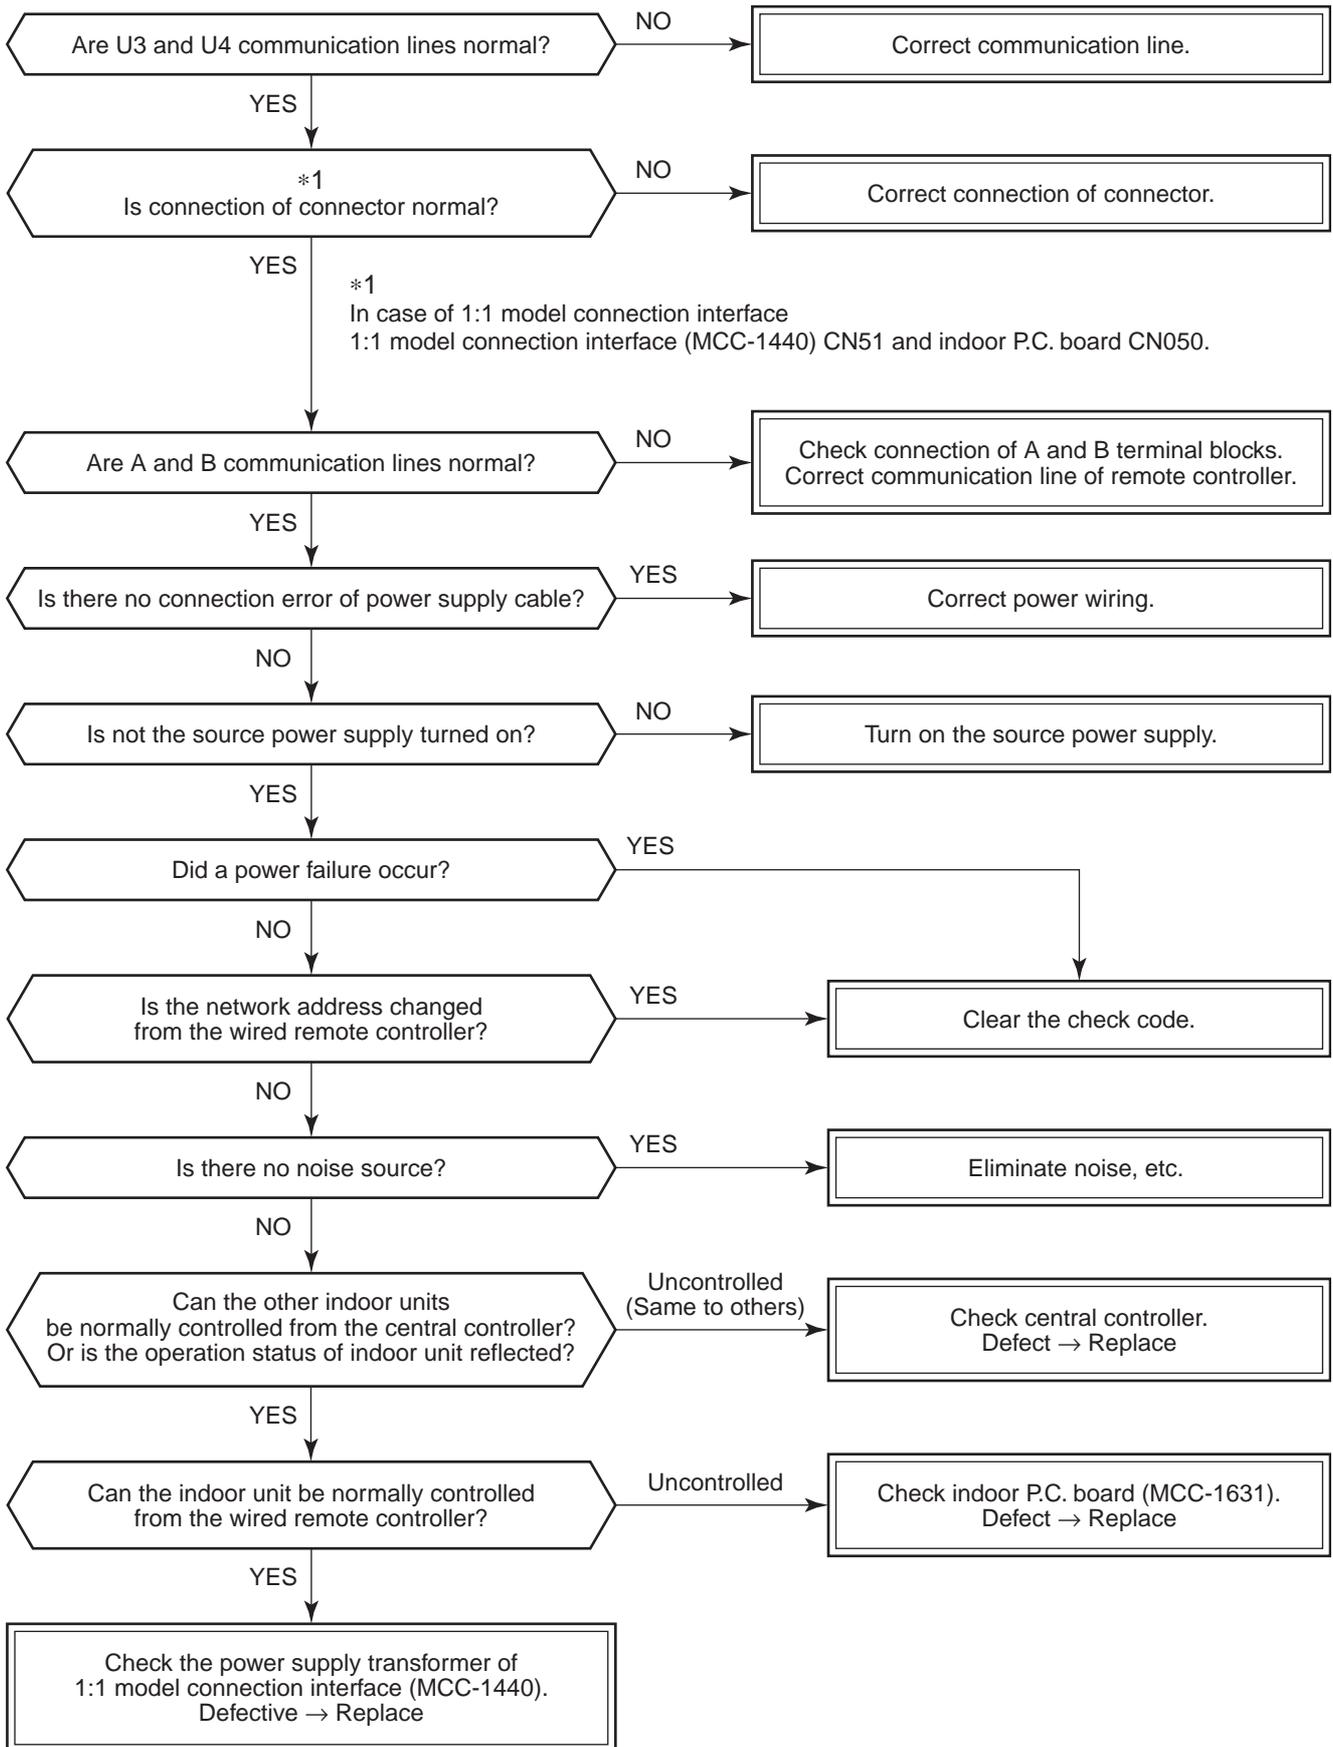 Are U3 and U4 communication lines normal?
NO
Correct communication line.
YES
*1
Is connection of connector normal?
NO
Correct connection of connector.
YES
*1
In case of 1:1 model connection interface
1:1 model connection interface (MCC-1440) CN51 and indoor P.C. board CN050.
Are A and B communication lines normal?
NO
Check connection of A and B terminal blocks.
Correct communication line of remote controller.
YES
Is there no connection error of power supply cable?
YES
Correct power wiring.
NO
Is not the source power supply turned on?
NO
Turn on the source power supply.
YES
Did a power failure occur?
YES
NO
Is the network address changed
from the wired remote controller?
YES
Clear the check code.
NO
Is there no noise source?
YES
Eliminate noise, etc.
NO
Can the other indoor units
be normally controlled from the central controller?
Or is the operation status of indoor unit reflected?
Uncontrolled
(Same to others)
Check central controller.
Defect → Replace
YES
Can the indoor unit be normally controlled
from the wired remote controller?
Uncontrolled
Check indoor P.C. board (MCC-1631).
Defect → Replace
YES
Check the power supply transformer of
1:1 model connection interface (MCC-1440).
Defective → Replace